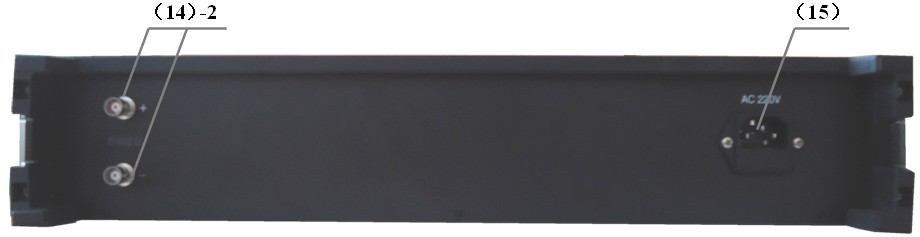 （14）-2
（15）
AC 220V
+
-